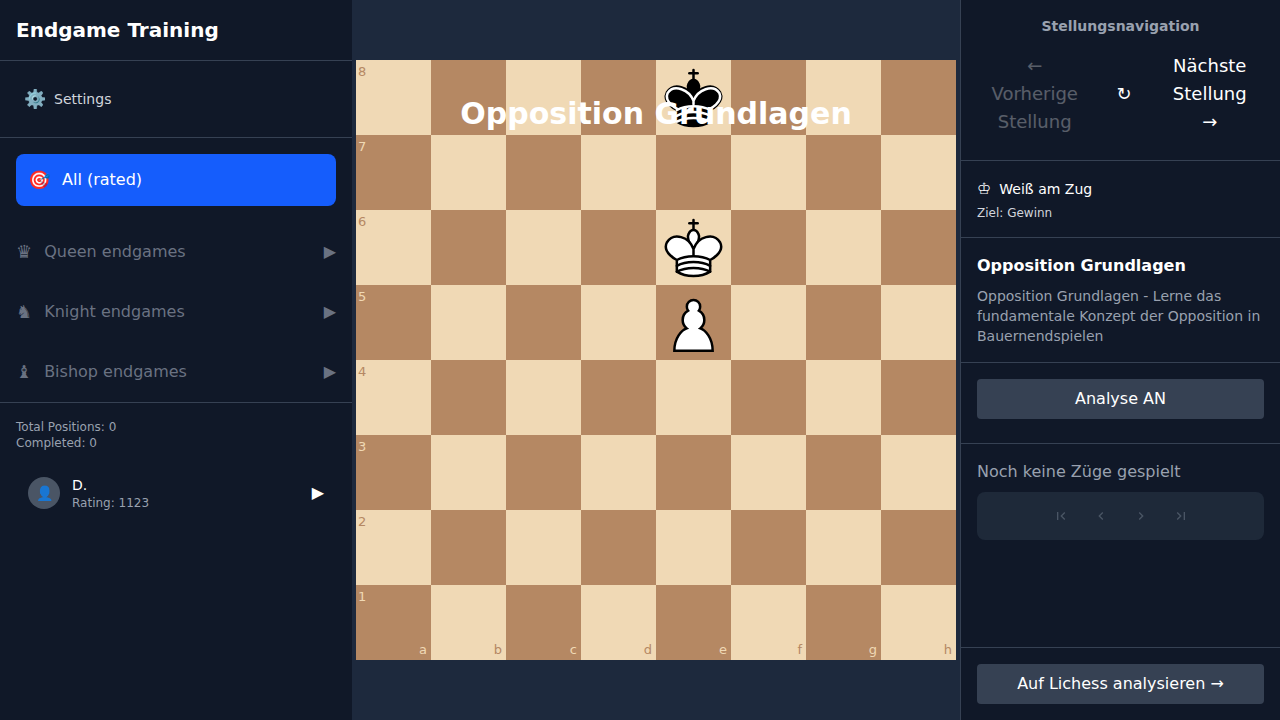 Endgame Training
⚙️ Settings
🎯 All (rated)
♛ Queen endgames ▶
♞ Knight endgames ▶
♝ Bishop endgames ▶
Total Positions: 0
Completed: 0
D.
Rating: 1123
▶
Opposition Grundlagen
8
7
6
5
4
3
2
1
a b c d e f g h
Stellungsnavigation
←
Vorherige
Stellung
↻
Nächste
Stellung
→
♔ Weiß am Zug
Ziel: Gewinn
Opposition Grundlagen
Opposition Grundlagen - Lerne das
fundamentale Konzept der Opposition in
Bauernendspielen
Analyse AN
Noch keine Züge gespielt
Auf Lichess analysieren →